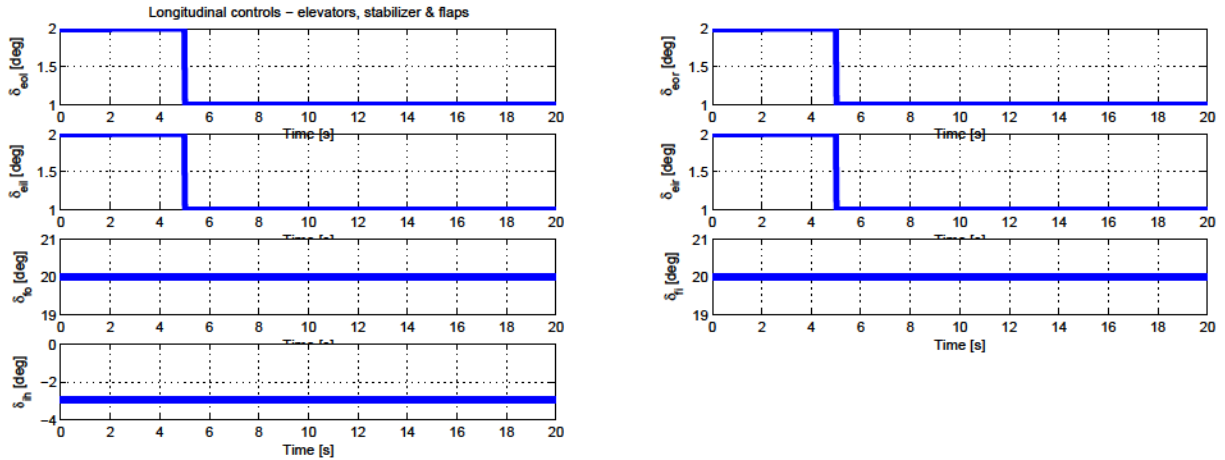 Longitudinal controls – elevators, stabilizer & flaps
δeol [deg]
2
1.5
1
0 2 4 6 8 10 12 14 16 18 20
Time [s]
δeor [deg]
2
1.5
1
0 2 4 6 8 10 12 14 16 18 20
Time [s]
δeil [deg]
2
1.5
1
0 2 4 6 8 10 12 14 16 18 20
δeir [deg]
2
1.5
1
0 2 4 6 8 10 12 14 16 18 20
δfo [deg]
21
20
19
0 2 4 6 8 10 12 14 16 18 20
δfi [deg]
21
20
19
0 2 4 6 8 10 12 14 16 18 20
Time [s]
δih [deg]
0
−2
−4
0 2 4 6 8 10 12 14 16 18 20
Time [s]